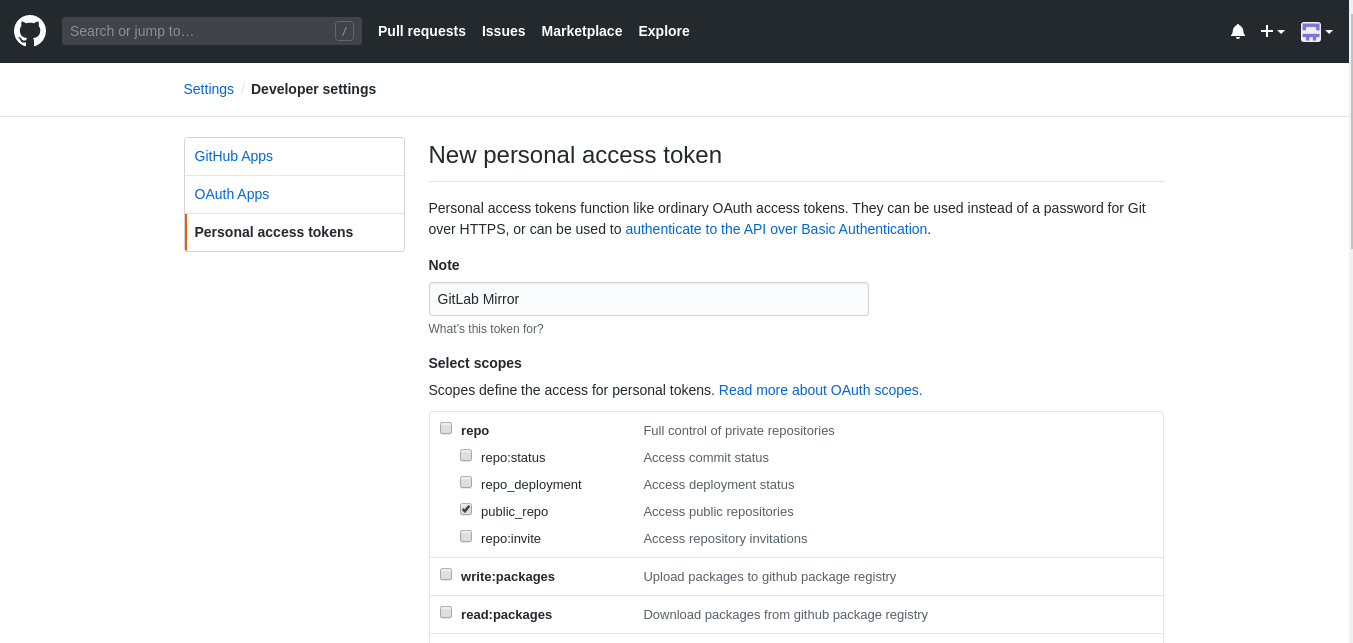 Search or jump to…
/
Pull requests
Issues
Marketplace
Explore
Settings / Developer settings
GitHub Apps
OAuth Apps
Personal access tokens
New personal access token
Personal access tokens function like ordinary OAuth access tokens. They can be used instead of a password for Git
over HTTPS, or can be used to authenticate to the API over Basic Authentication.
Note
GitLab Mirror
What's this token for?
Select scopes
Scopes define the access for personal tokens. Read more about OAuth scopes.
repo Full control of private repositories
repo:status Access commit status
repo_deployment Access deployment status
public_repo Access public repositories
repo:invite Access repository invitations
write:packages Upload packages to github package registry
read:packages Download packages from github package registry